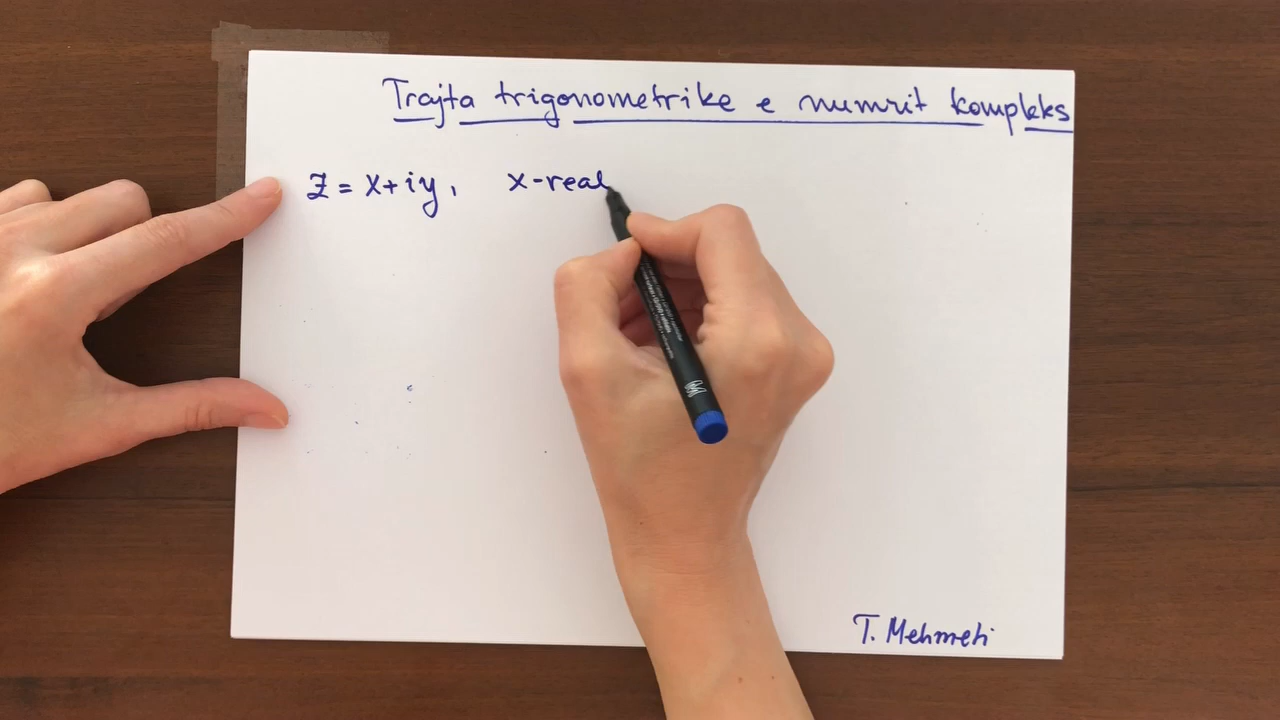 Trajta trigonometrike e numrit kompleks
z = x + iy, x-real
T. Mehmeti